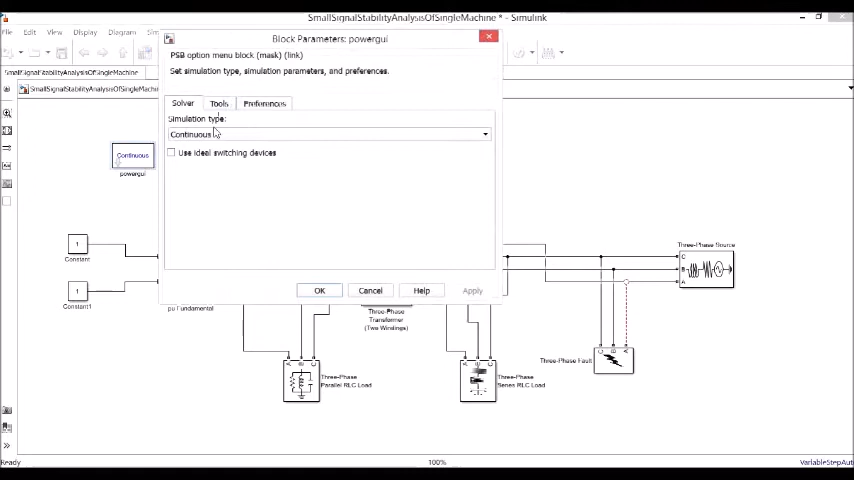 SmallSignalStabilityAnalysisOfSingleMachine * - Simulink
File Edit View Display Diagram
SmallSignalStabilityAnalysisOfSingleMachine
SmallSignalStabilityAnalysisOfSingleMachine
Block Parameters: powergui
PSB option menu block (mask) (link)
Set simulation type, simulation parameters, and preferences.
Solver Tools Preferences
Simulation type:
Continuous
Use ideal switching devices
OK Cancel Help Apply
Continuous
powergui
1
Constant
1
Constant1
pu Fundamental
Three-Phase
Transformer
(Two Windings)
A B C
Three-Phase
Parallel RLC Load
A B C
Three-Phase
Series RLC Load
Three-Phase Source
C
B
A
Three-Phase Fault
C B A
Ready
100%
VariableStepAut